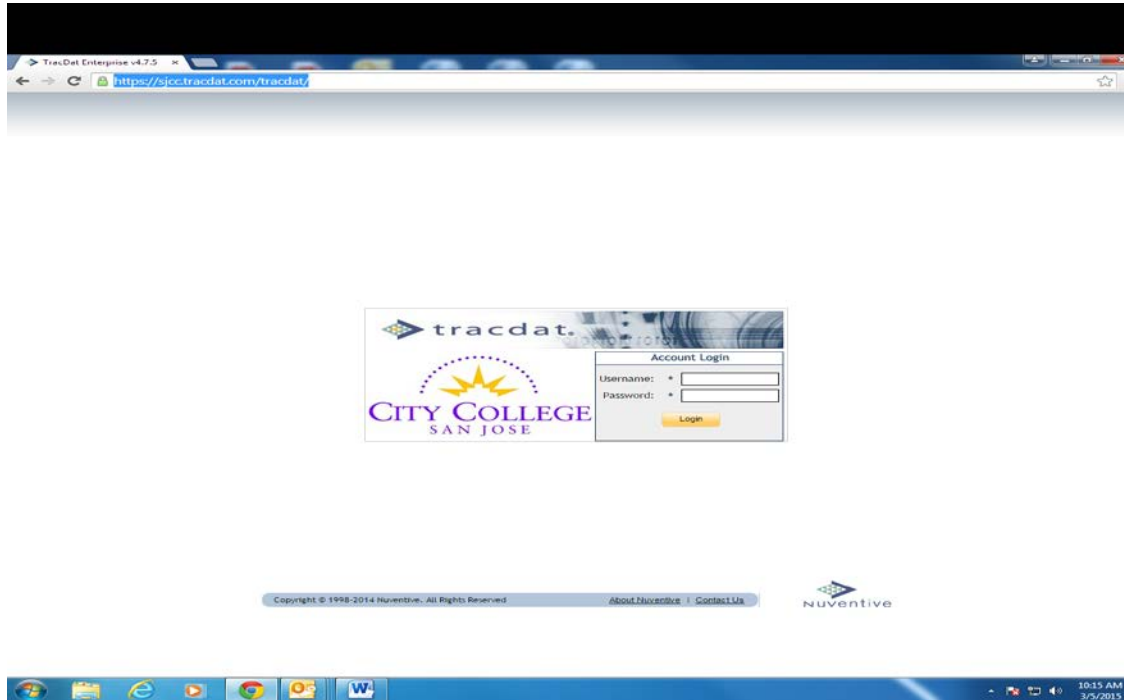 TracDat Enterprise v4.7.5
https://sjcc.tracdat.com/tracdat/
tracdat.
Account Login
CITY COLLEGE
SAN JOSE
Username: *
Password: *
Login
Copyright © 1998-2014 Nuventive. All Rights Reserved
About Nuventive | Contact Us
NUVENTIVE
10:15 AM
3/5/2015